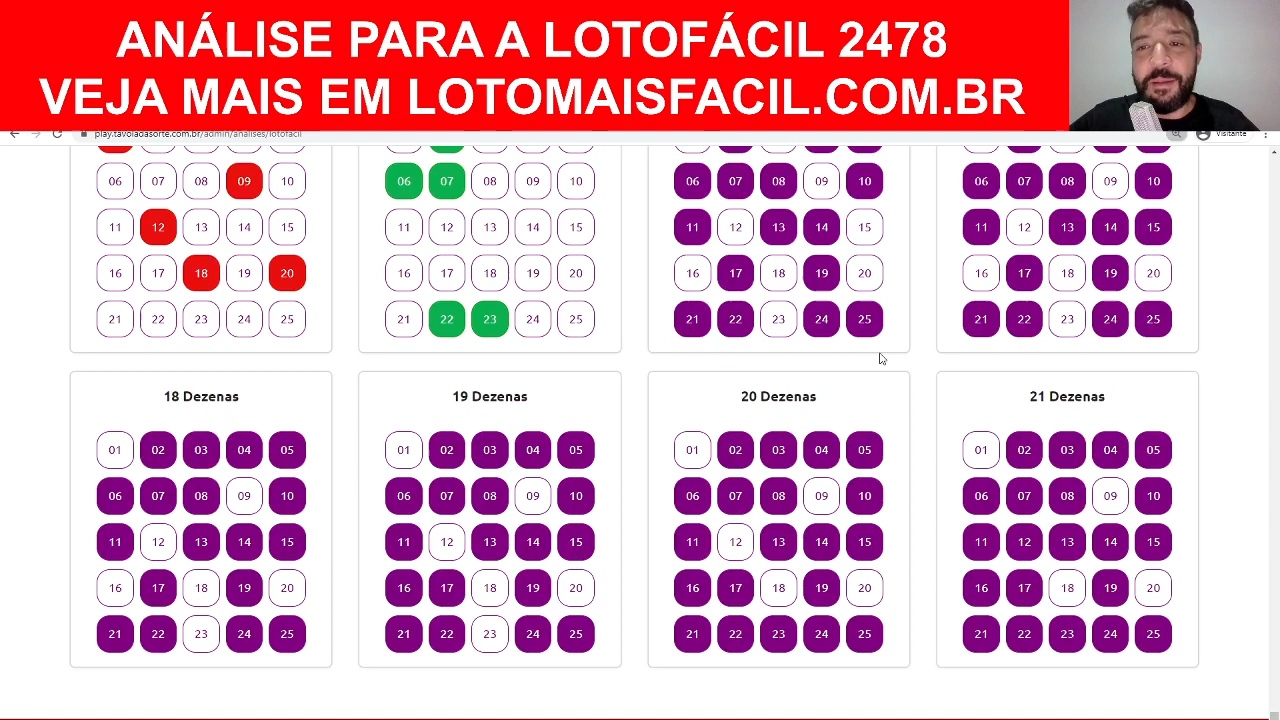 ANÁLISE PARA A LOTOFÁCIL 2478
VEJA MAIS EM LOTOMAISFACIL.COM.BR
play.tavoladasorte.com.br/admin/analises/lotofacil
Visitante
06 07 08 09 10
11 12 13 14 15
16 17 18 19 20
21 22 23 24 25
06 07 08 09 10
11 12 13 14 15
16 17 18 19 20
21 22 23 24 25
06 07 08 09 10
11 12 13 14 15
16 17 18 19 20
21 22 23 24 25
06 07 08 09 10
11 12 13 14 15
16 17 18 19 20
21 22 23 24 25
18 Dezenas
01 02 03 04 05
06 07 08 09 10
11 12 13 14 15
16 17 18 19 20
21 22 23 24 25
19 Dezenas
01 02 03 04 05
06 07 08 09 10
11 12 13 14 15
16 17 18 19 20
21 22 23 24 25
20 Dezenas
01 02 03 04 05
06 07 08 09 10
11 12 13 14 15
16 17 18 19 20
21 22 23 24 25
21 Dezenas
01 02 03 04 05
06 07 08 09 10
11 12 13 14 15
16 17 18 19 20
21 22 23 24 25